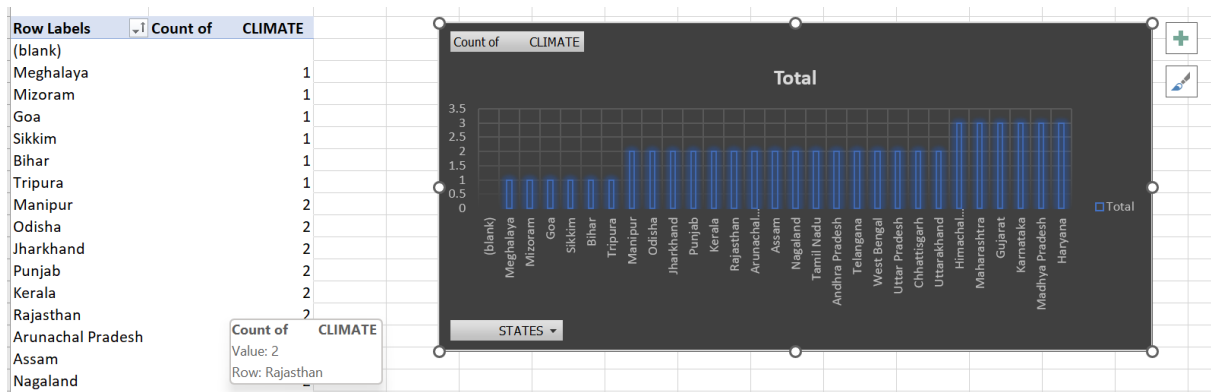 Row Labels Count of CLIMATE
(blank)
Meghalaya 1
Mizoram 1
Goa 1
Sikkim 1
Bihar 1
Tripura 1
Manipur 2
Odisha 2
Jharkhand 2
Punjab 2
Kerala 2
Rajasthan 2
Arunachal Pradesh
Assam
Nagaland
Count of CLIMATE
Value: 2
Row: Rajasthan
Count of CLIMATE
Total
3.5
3
2.5
2
1.5
1
0.5
0
(blank)
Meghalaya
Mizoram
Goa
Sikkim
Bihar
Tripura
Manipur
Odisha
Jharkhand
Punjab
Kerala
Rajasthan
Arunachal...
Assam
Nagaland
Tamil Nadu
Andhra Pradesh
Telangana
West Bengal
Uttar Pradesh
Chhattisgarh
Uttarakhand
Himachal...
Maharashtra
Gujarat
Karnataka
Madhya Pradesh
Haryana
Total
STATES